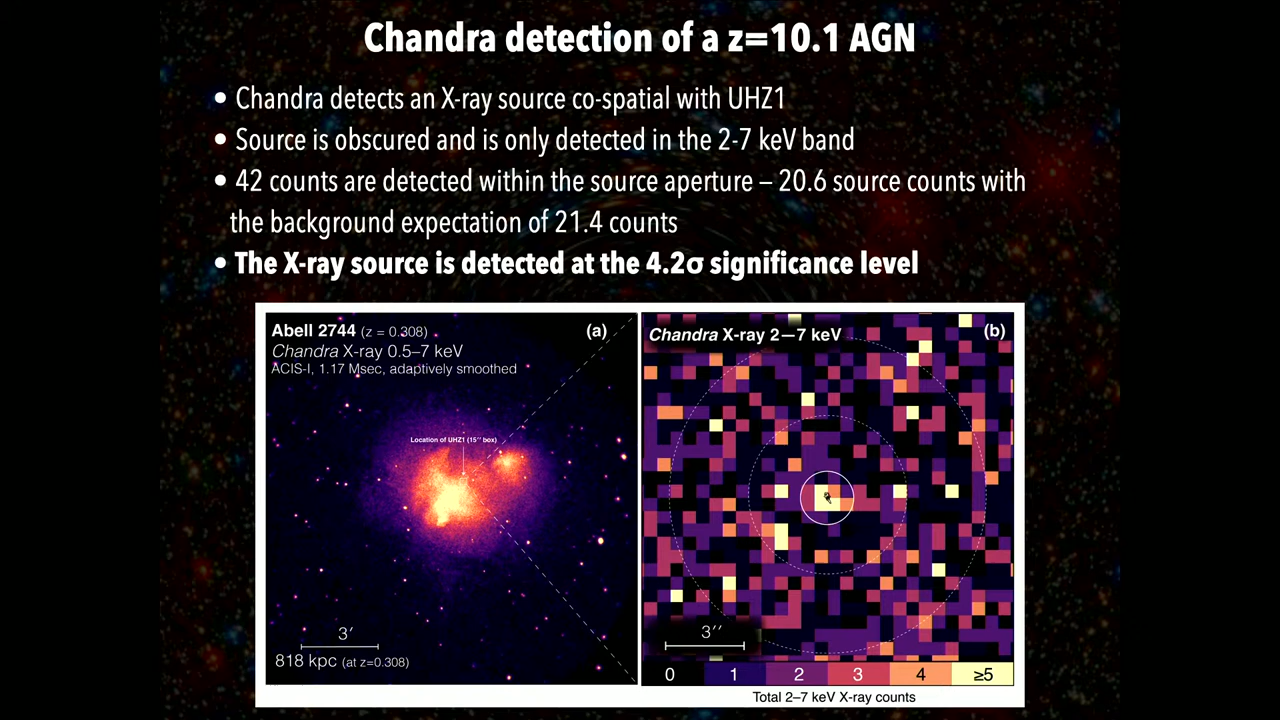 Chandra detection of a z=10.1 AGN
• Chandra detects an X-ray source co-spatial with UHZ1
• Source is obscured and is only detected in the 2-7 keV band
• 42 counts are detected within the source aperture – 20.6 source counts with
the background expectation of 21.4 counts
• The X-ray source is detected at the 4.2σ significance level
Abell 2744 (z = 0.308) (a)
Chandra X-ray 0.5–7 keV
ACIS-I, 1.17 Msec, adaptively smoothed
Location of UHZ1 (15'' box)
3′
818 kpc (at z=0.308)
Chandra X-ray 2—7 keV (b)
3′′
0 1 2 3 4 ≥5
Total 2–7 keV X-ray counts